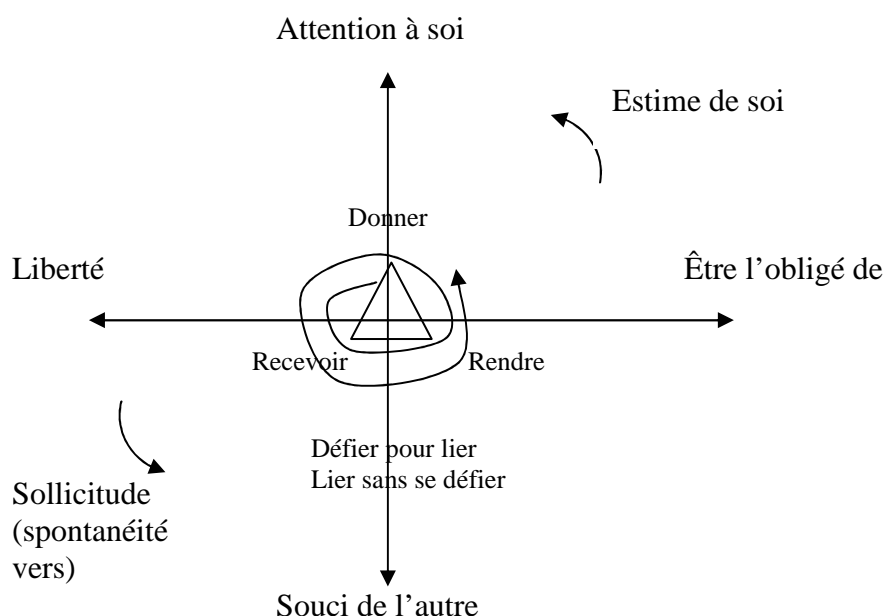 Attention à soi
Estime de soi
Donner
Liberté
Être l’obligé de
Recevoir
Rendre
Défier pour lier
Lier sans se défier
Sollicitude
(spontanéité
vers)
Souci de l’autre